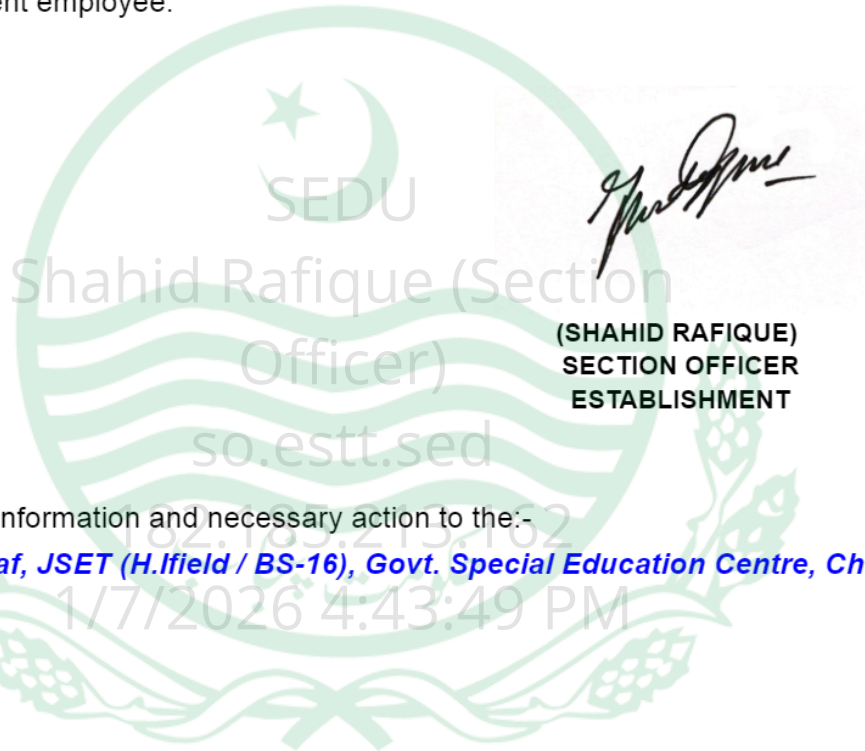 ent employee.
SEDU
Shahid Rafique (Section
Officer)
(SHAHID RAFIQUE)
SECTION OFFICER
ESTABLISHMENT
so.estt.sed
nformation and necessary action to the:-
182.185.213.162
af, JSET (H.Ifield / BS-16), Govt. Special Education Centre, Ch
1/7/2026 4:43:49 PM